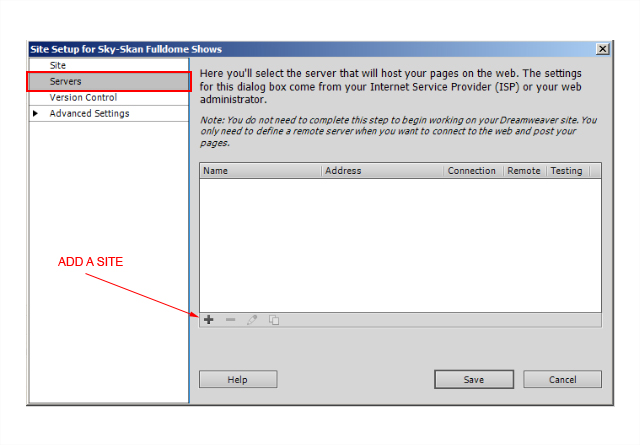 Site Setup for Sky-Skan Fulldome Shows
Site
Servers
Version Control
Advanced Settings
Here you'll select the server that will host your pages on the web. The settings
for this dialog box come from your Internet Service Provider (ISP) or your web
administrator.
Note: You do not need to complete this step to begin working on your Dreamweaver site. You
only need to define a remote server when you want to connect to the web and post your
pages.
Name Address Connection Remote Testing
ADD A SITE
Help Save Cancel